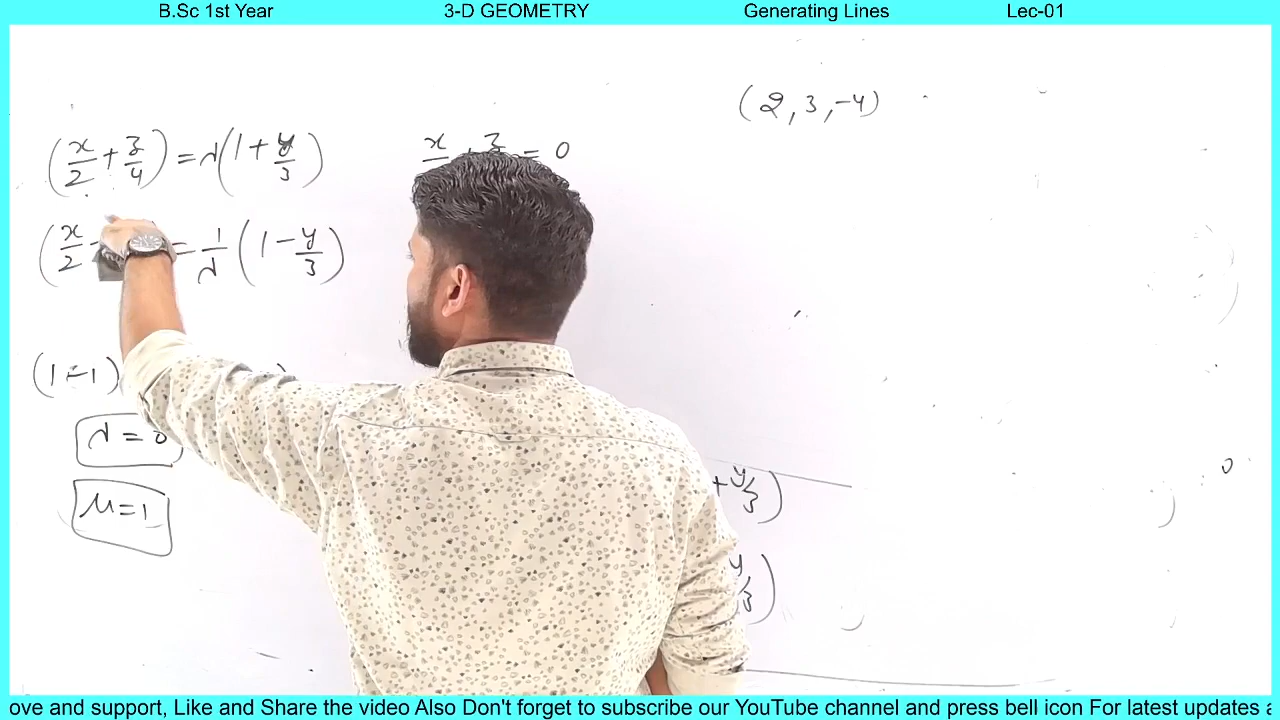 B.Sc 1st Year 3-D GEOMETRY Generating Lines Lec-01
(2, 3, -4)
(x/2 + z/4) = λ(1 + y/3)
x z = 0
(x/2 = 1/λ (1 - y/3)
(1-1)
λ = 0
μ = 1
+ y/3)
y/3)
ove and support, Like and Share the video Also Don't forget to subscribe our YouTube channel and press bell icon For latest updates a